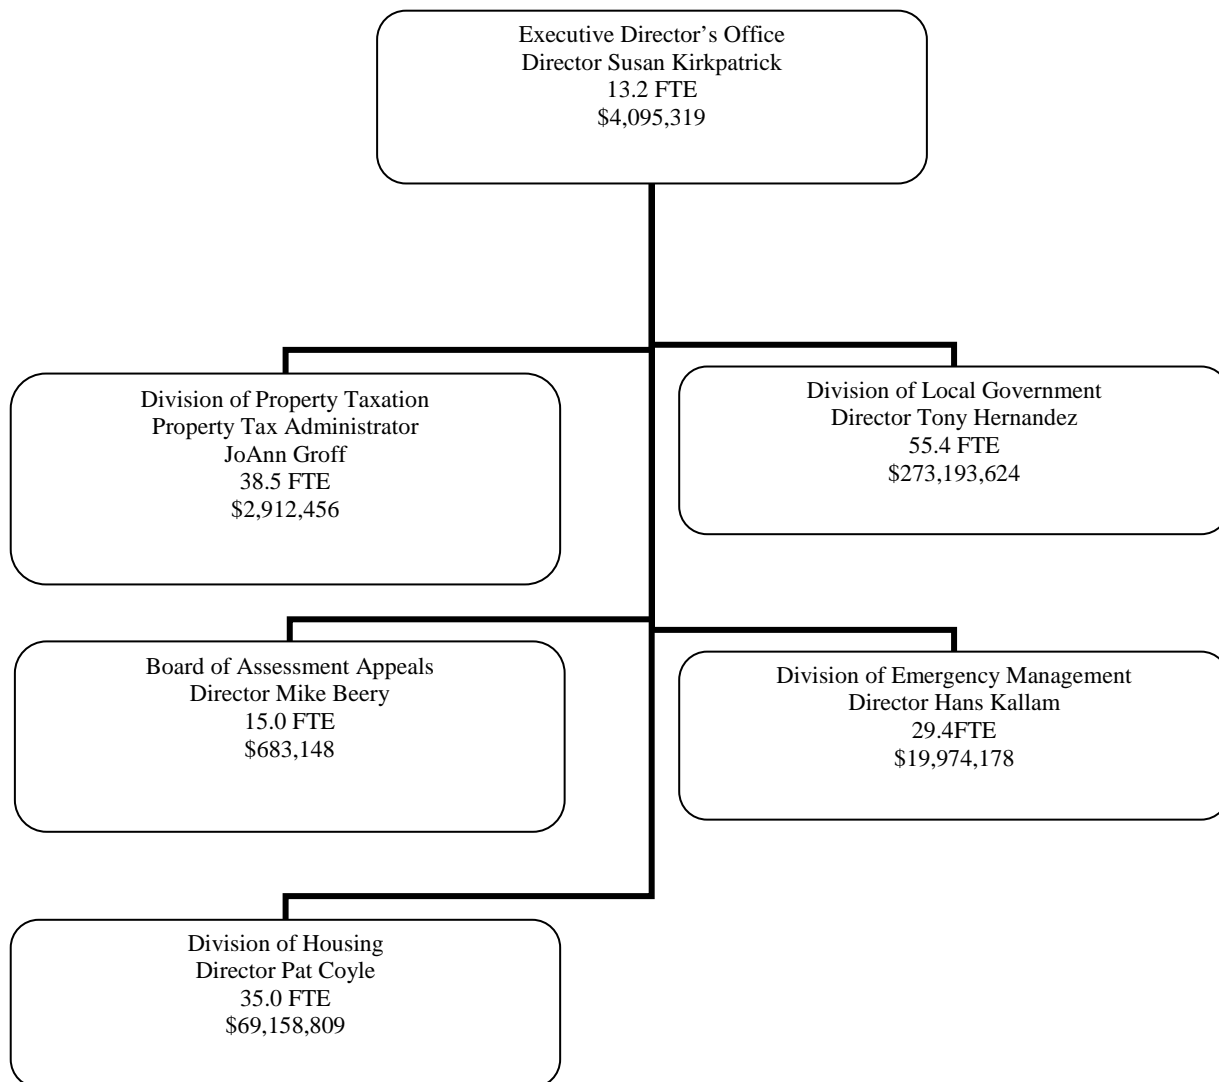 Executive Director’s Office
Director Susan Kirkpatrick
13.2 FTE
$4,095,319
Division of Property Taxation
Property Tax Administrator
JoAnn Groff
38.5 FTE
$2,912,456
Division of Local Government
Director Tony Hernandez
55.4 FTE
$273,193,624
Board of Assessment Appeals
Director Mike Beery
15.0 FTE
$683,148
Division of Emergency Management
Director Hans Kallam
29.4FTE
$19,974,178
Division of Housing
Director Pat Coyle
35.0 FTE
$69,158,809